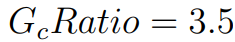 G_cRatio = 3.5